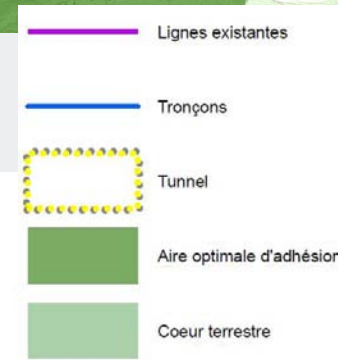 Lignes existantes
Tronçons
Tunnel
Aire optimale d'adhésion
Coeur terrestre